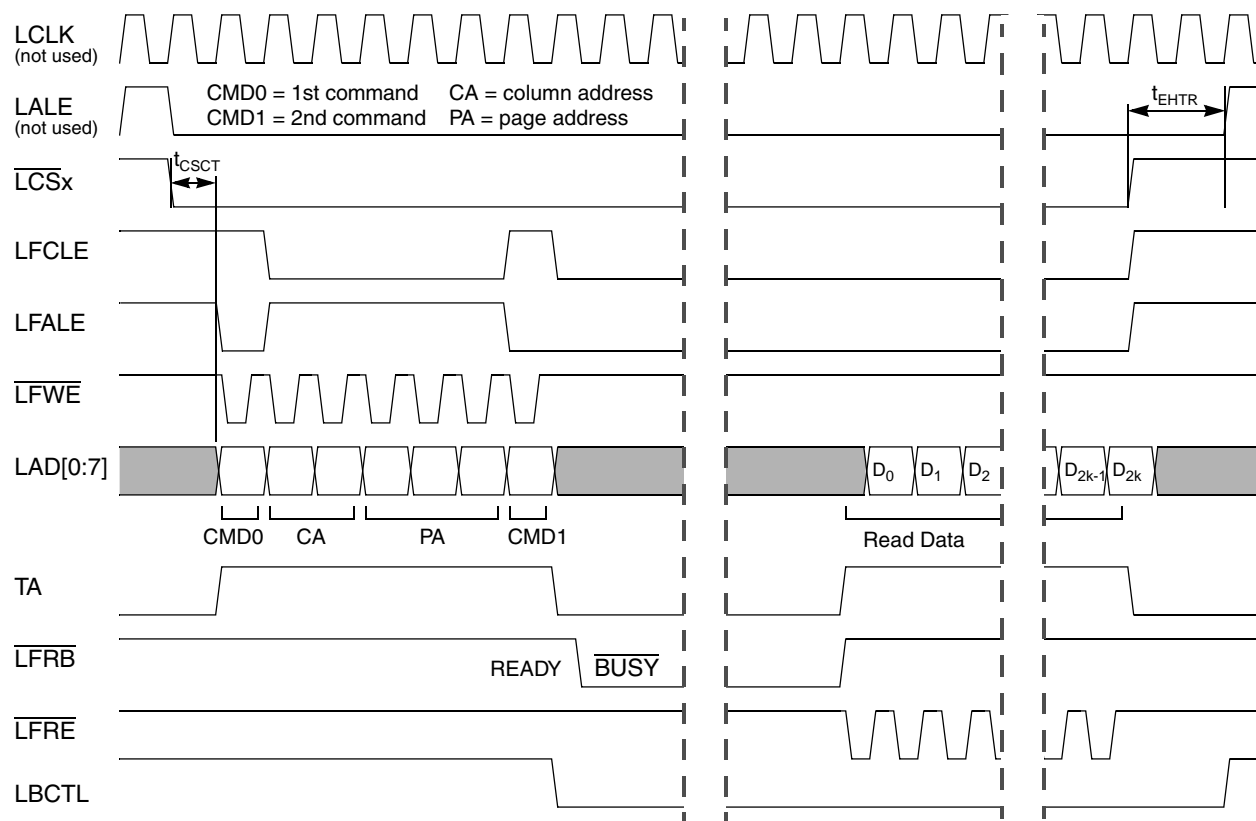 LCLK
(not used)
LALE
(not used)
CMD0 = 1st command CA = column address
CMD1 = 2nd command PA = page address
tEHTR
LCSx
tCSCT
LFCLE
LFALE
LFWE
LAD[0:7]
D0 D1 D2 D2k-1 D2k
CMD0 CA PA CMD1 Read Data
TA
LFRB
READY BUSY
LFRE
LBCTL